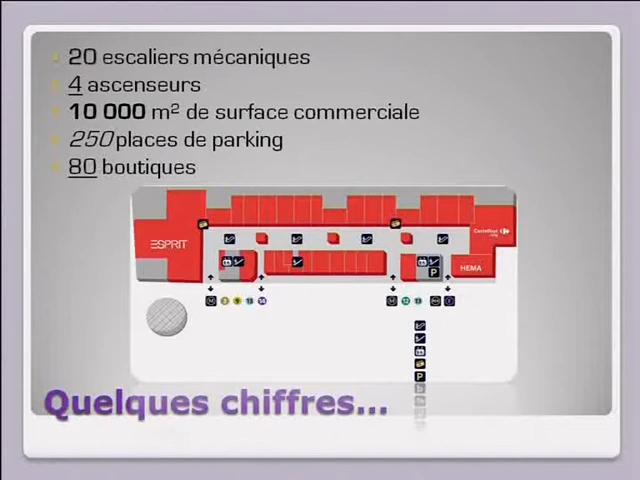 20 escaliers mécaniques
4 ascenseurs
10 000 m² de surface commerciale
250 places de parking
80 boutiques
ESPRIT
Carrefour
HEMA
P
P
Quelques chiffres...